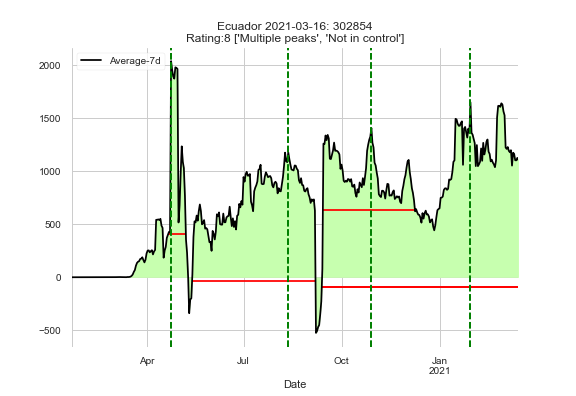 Ecuador 2021-03-16: 302854
Rating:8 ['Multiple peaks', 'Not in control']
Average-7d
2000
1500
1000
500
0
−500
Apr
Jul
Oct
Jan
2021
Date